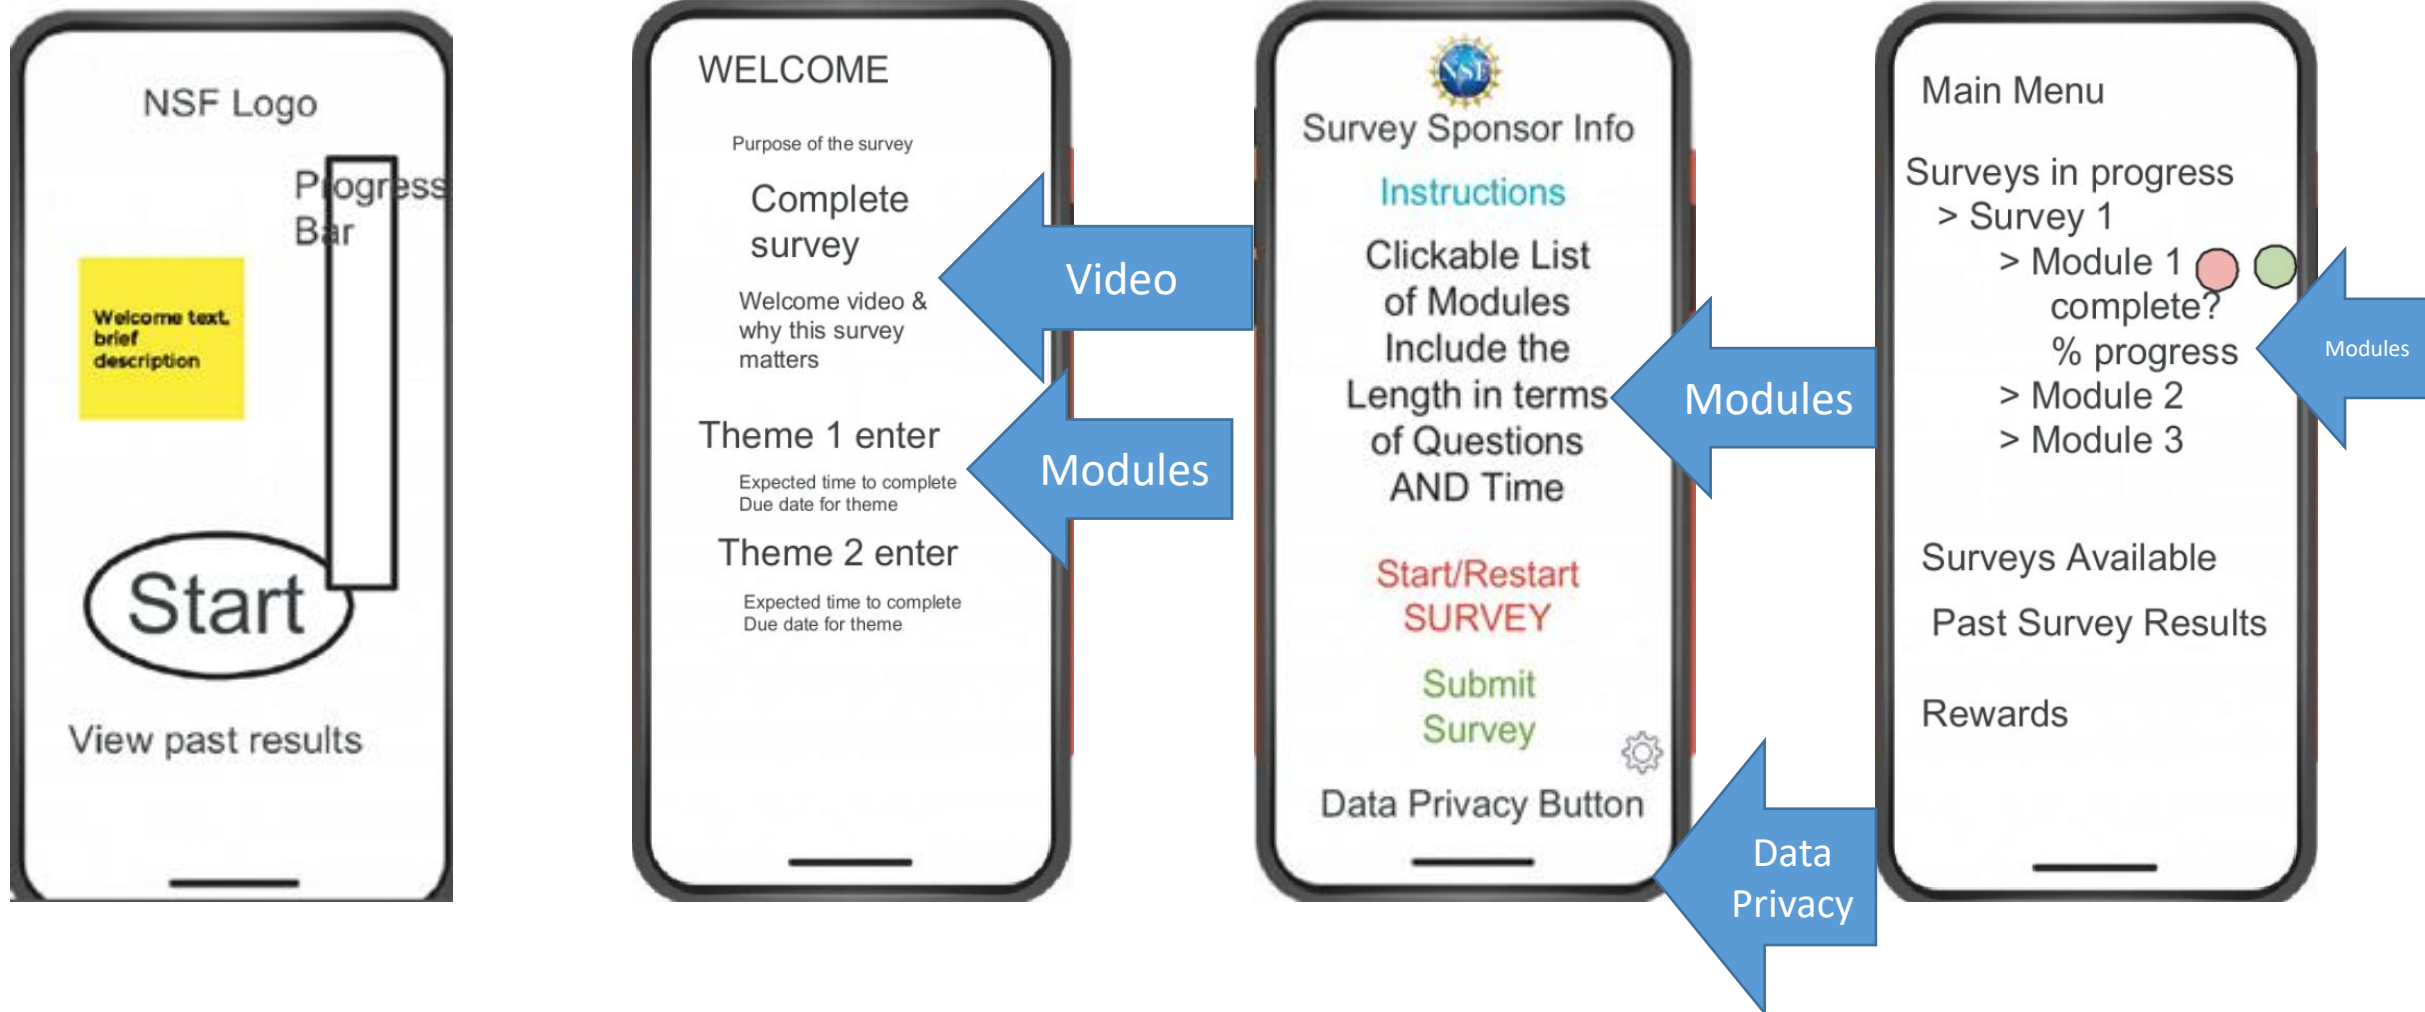 NSF Logo
Progress
Bar
Welcome text,
brief
description
Start
View past results
WELCOME
Purpose of the survey
Complete
survey
Welcome video &
why this survey
matters
Theme 1 enter
Expected time to complete
Due date for theme
Theme 2 enter
Expected time to complete
Due date for theme
Video
Modules
NSF
Survey Sponsor Info
Instructions
Clickable List
of Modules
Include the
Length in terms
of Questions
AND Time
Start/Restart
SURVEY
Submit
Survey
Data Privacy Button
Modules
Data
Privacy
Main Menu
Surveys in progress
> Survey 1
> Module 1
complete?
% progress
> Module 2
> Module 3
Surveys Available
Past Survey Results
Rewards
Modules